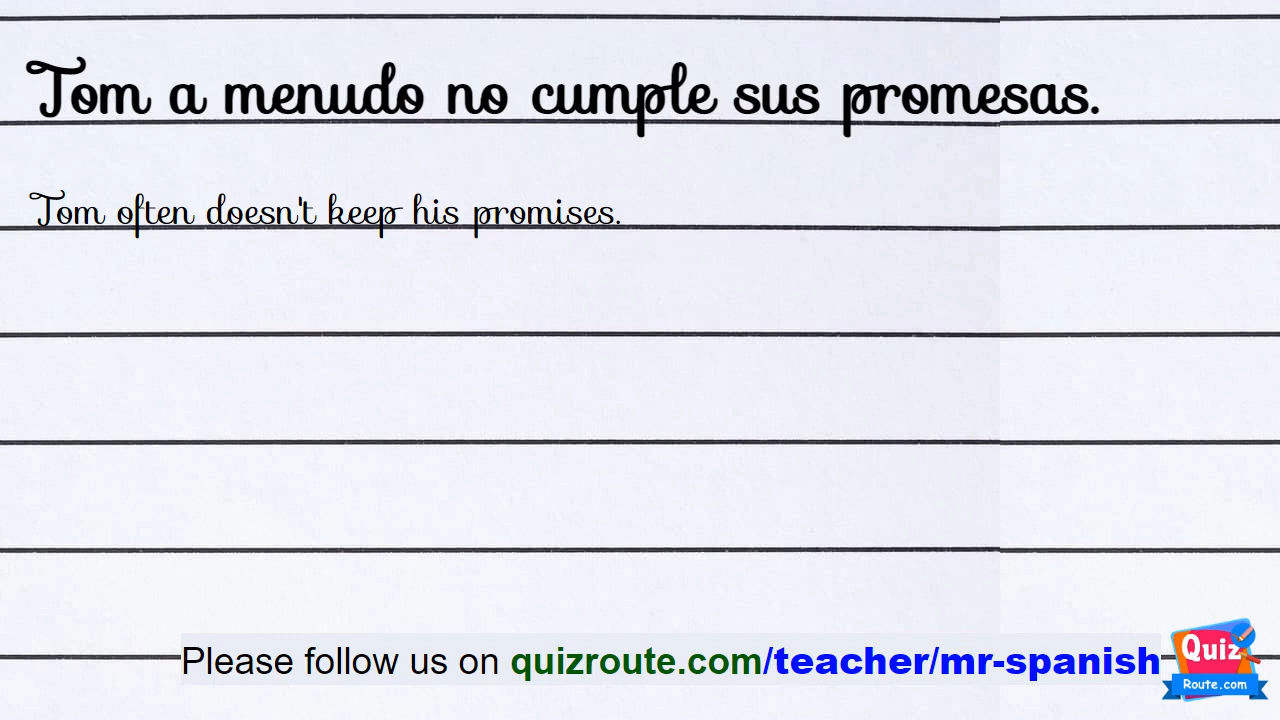 Tom a menudo no cumple sus promesas.
Tom often doesn't keep his promises.
Please follow us on quizroute.com/teacher/mr-spanish
Quiz
Route.com